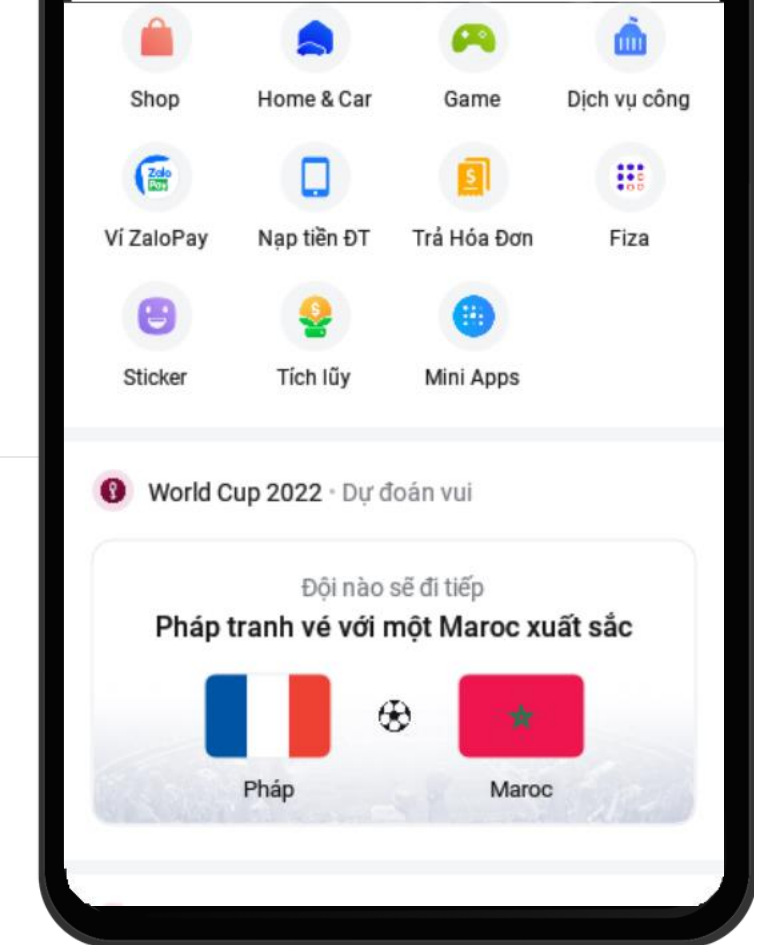 Shop Home & Car Game Dịch vụ công
Zalo
Pay
Ví ZaloPay Nạp tiền ĐT Trả Hóa Đơn Fiza
Sticker Tích lũy Mini Apps
World Cup 2022 • Dự đoán vui
Đội nào sẽ đi tiếp
Pháp tranh vé với một Maroc xuất sắc
Pháp Maroc